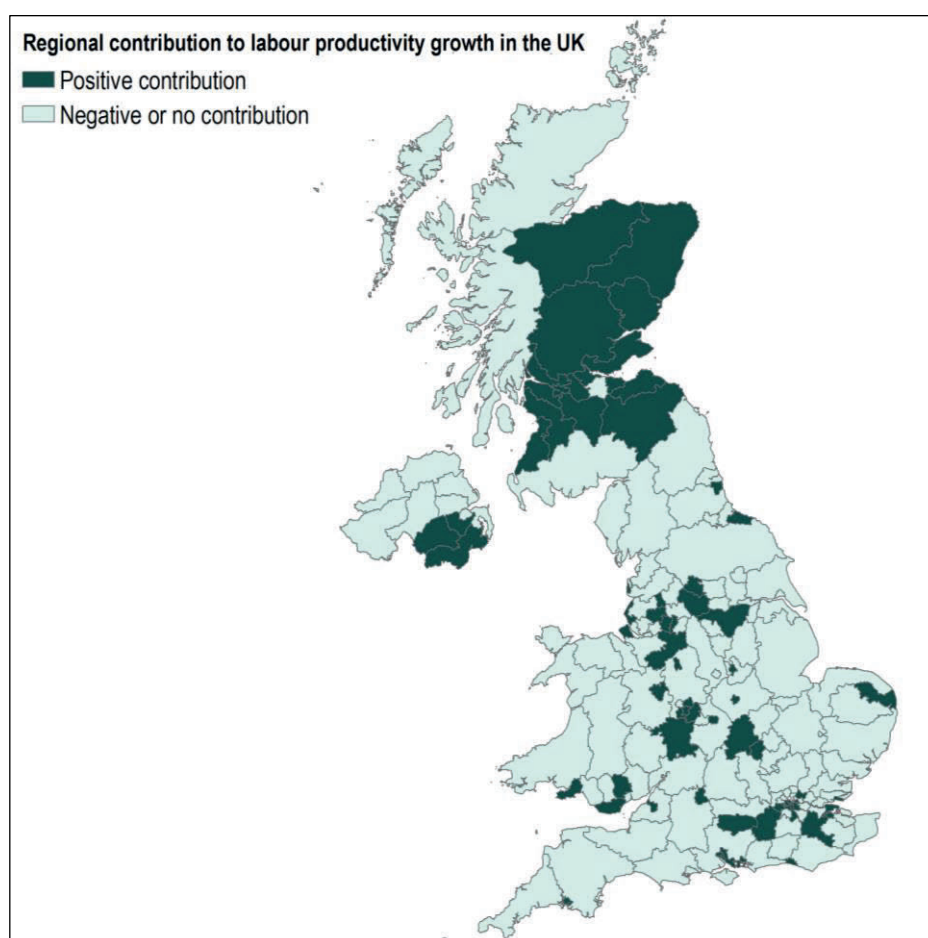 Regional contribution to labour productivity growth in the UK
Positive contribution
Negative or no contribution